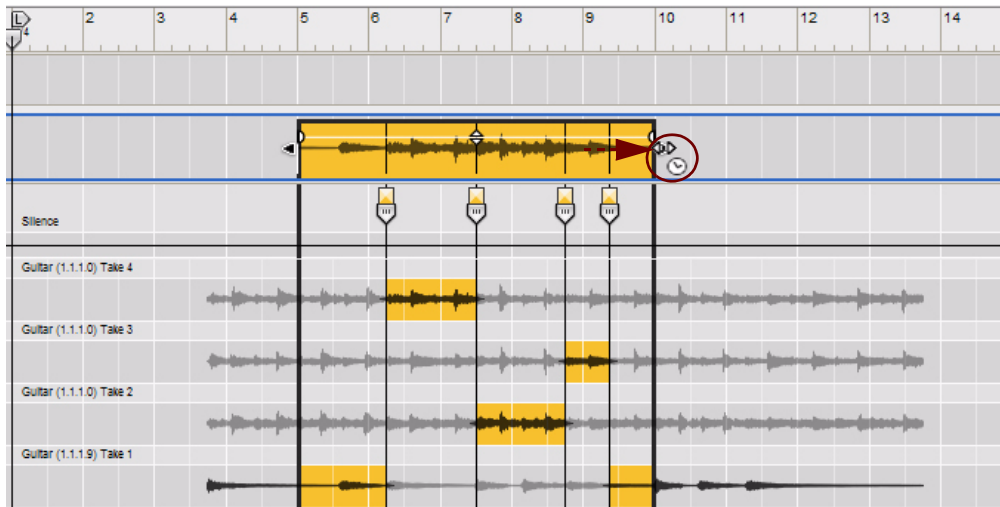 L 2 3 4 5 6 7 8 9 10 11 12 13 14
4
Silence
Guitar (1.1.1.0) Take 4
Guitar (1.1.1.0) Take 3
Guitar (1.1.1.0) Take 2
Guitar (1.1.1.9) Take 1